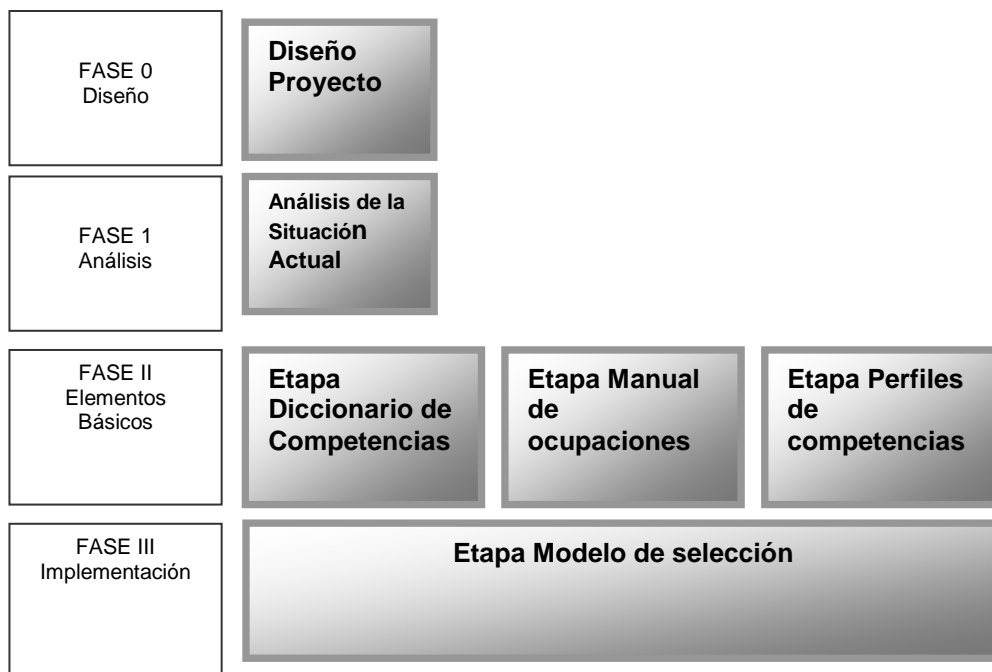 FASE 0
Diseño
Diseño
Proyecto
FASE 1
Análisis
Análisis de la
Situación
Actual
FASE II
Elementos
Básicos
Etapa
Diccionario de
Competencias
Etapa Manual
de
ocupaciones
Etapa Perfiles
de
competencias
FASE III
Implementación
Etapa Modelo de selección